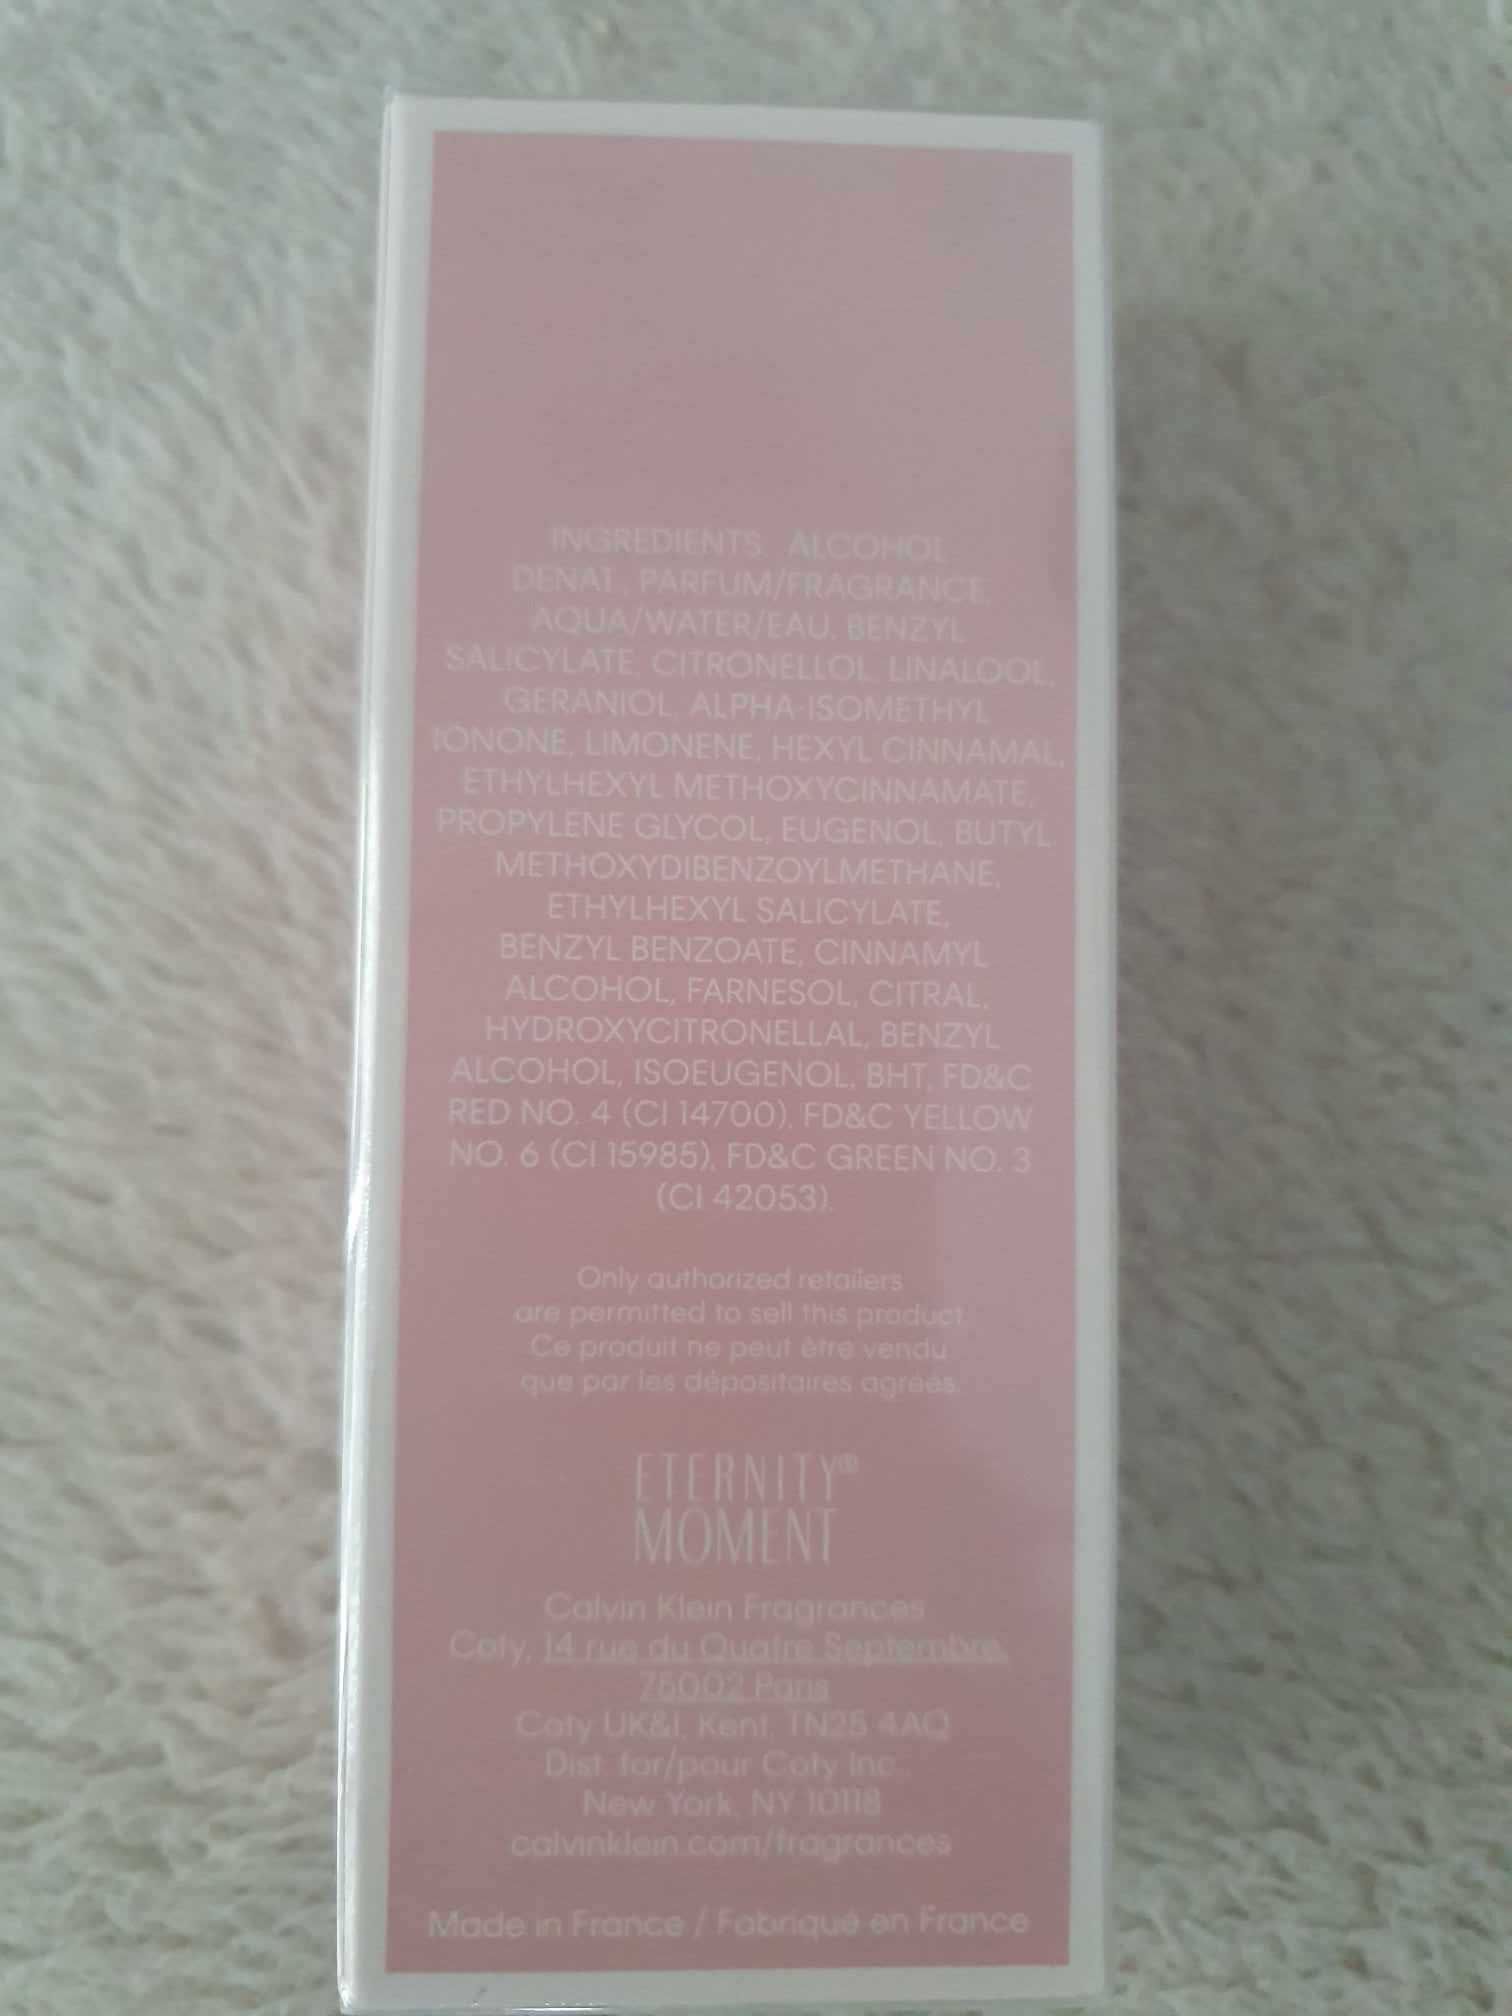 INGREDIENTS: ALCOHOL
DENAT., PARFUM/FRAGRANCE,
AQUA/WATER/EAU, BENZYL
SALICYLATE, CITRONELLOL, LINALOOL,
GERANIOL, ALPHA-ISOMETHYL
IONONE, LIMONENE, HEXYL CINNAMAL,
ETHYLHEXYL METHOXYCINNAMATE,
PROPYLENE GLYCOL, EUGENOL, BUTYL
METHOXYDIBENZOYLMETHANE,
ETHYLHEXYL SALICYLATE,
BENZYL BENZOATE, CINNAMYL
ALCOHOL, FARNESOL, CITRAL,
HYDROXYCITRONELLAL, BENZYL
ALCOHOL, ISOEUGENOL, BHT, FD&C
RED NO. 4 (CI 14700), FD&C YELLOW
NO. 6 (CI 15985), FD&C GREEN NO. 3
(CI 42053).
Only authorized retailers
are permitted to sell this product.
Ce produit ne peut être vendu
que par les dépositaires agréés.
ETERNITY®
MOMENT
Calvin Klein Fragrances
Coty, 14 rue du Quatre Septembre,
75002 Paris
Coty UK&I, Kent, TN25 4AQ
Dist. for/pour Coty Inc.,
New York, NY 10118
calvinklein.com/fragrances
Made in France / Fabriqué en France